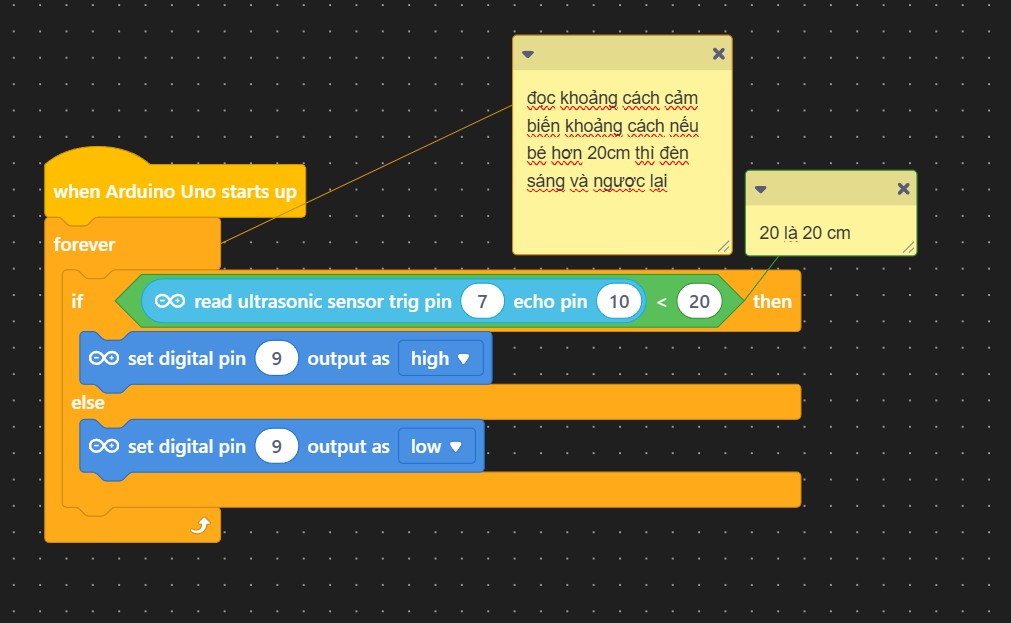 đọc khoảng cách cảm
biến khoảng cách nếu
bé hơn 20cm thì đèn
sáng và ngược lại
20 là 20 cm
when Arduino Uno starts up
forever
if read ultrasonic sensor trig pin 7 echo pin 10 < 20 then
set digital pin 9 output as high
else
set digital pin 9 output as low